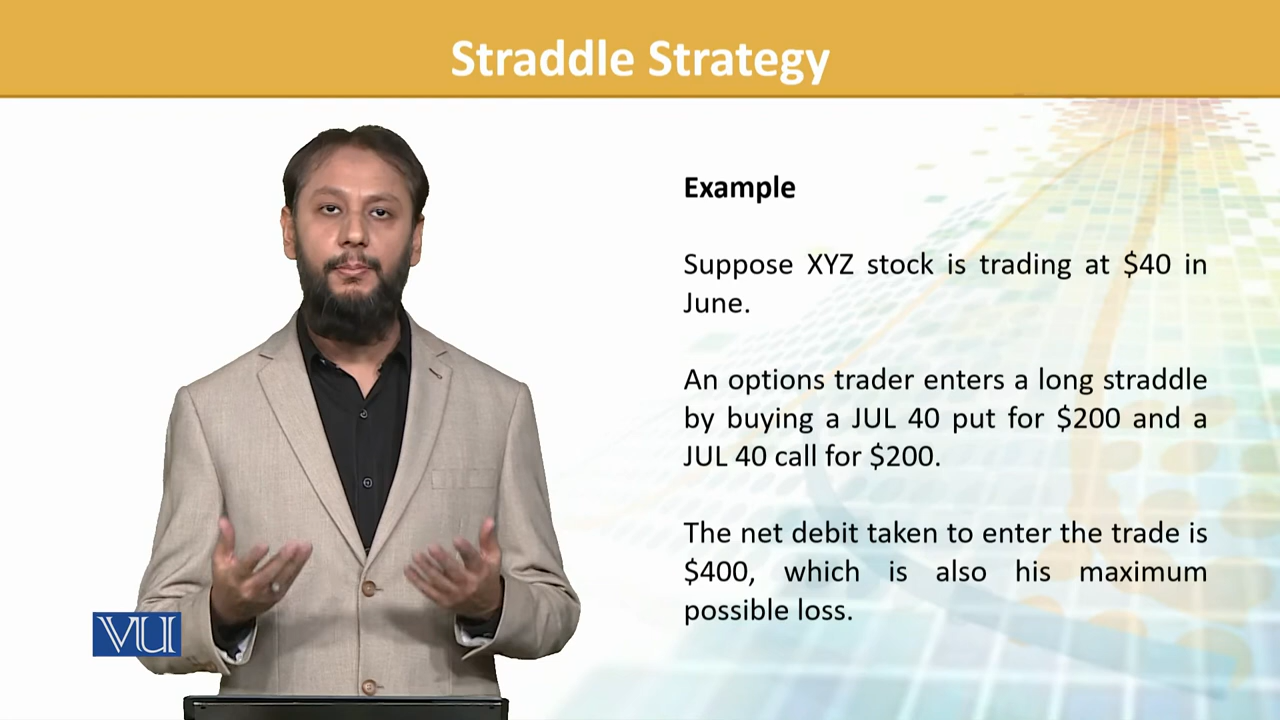 Straddle Strategy
Example
Suppose XYZ stock is trading at $40 in
June.
An options trader enters a long straddle
by buying a JUL 40 put for $200 and a
JUL 40 call for $200.
The net debit taken to enter the trade is
$400, which is also his maximum
possible loss.
VU